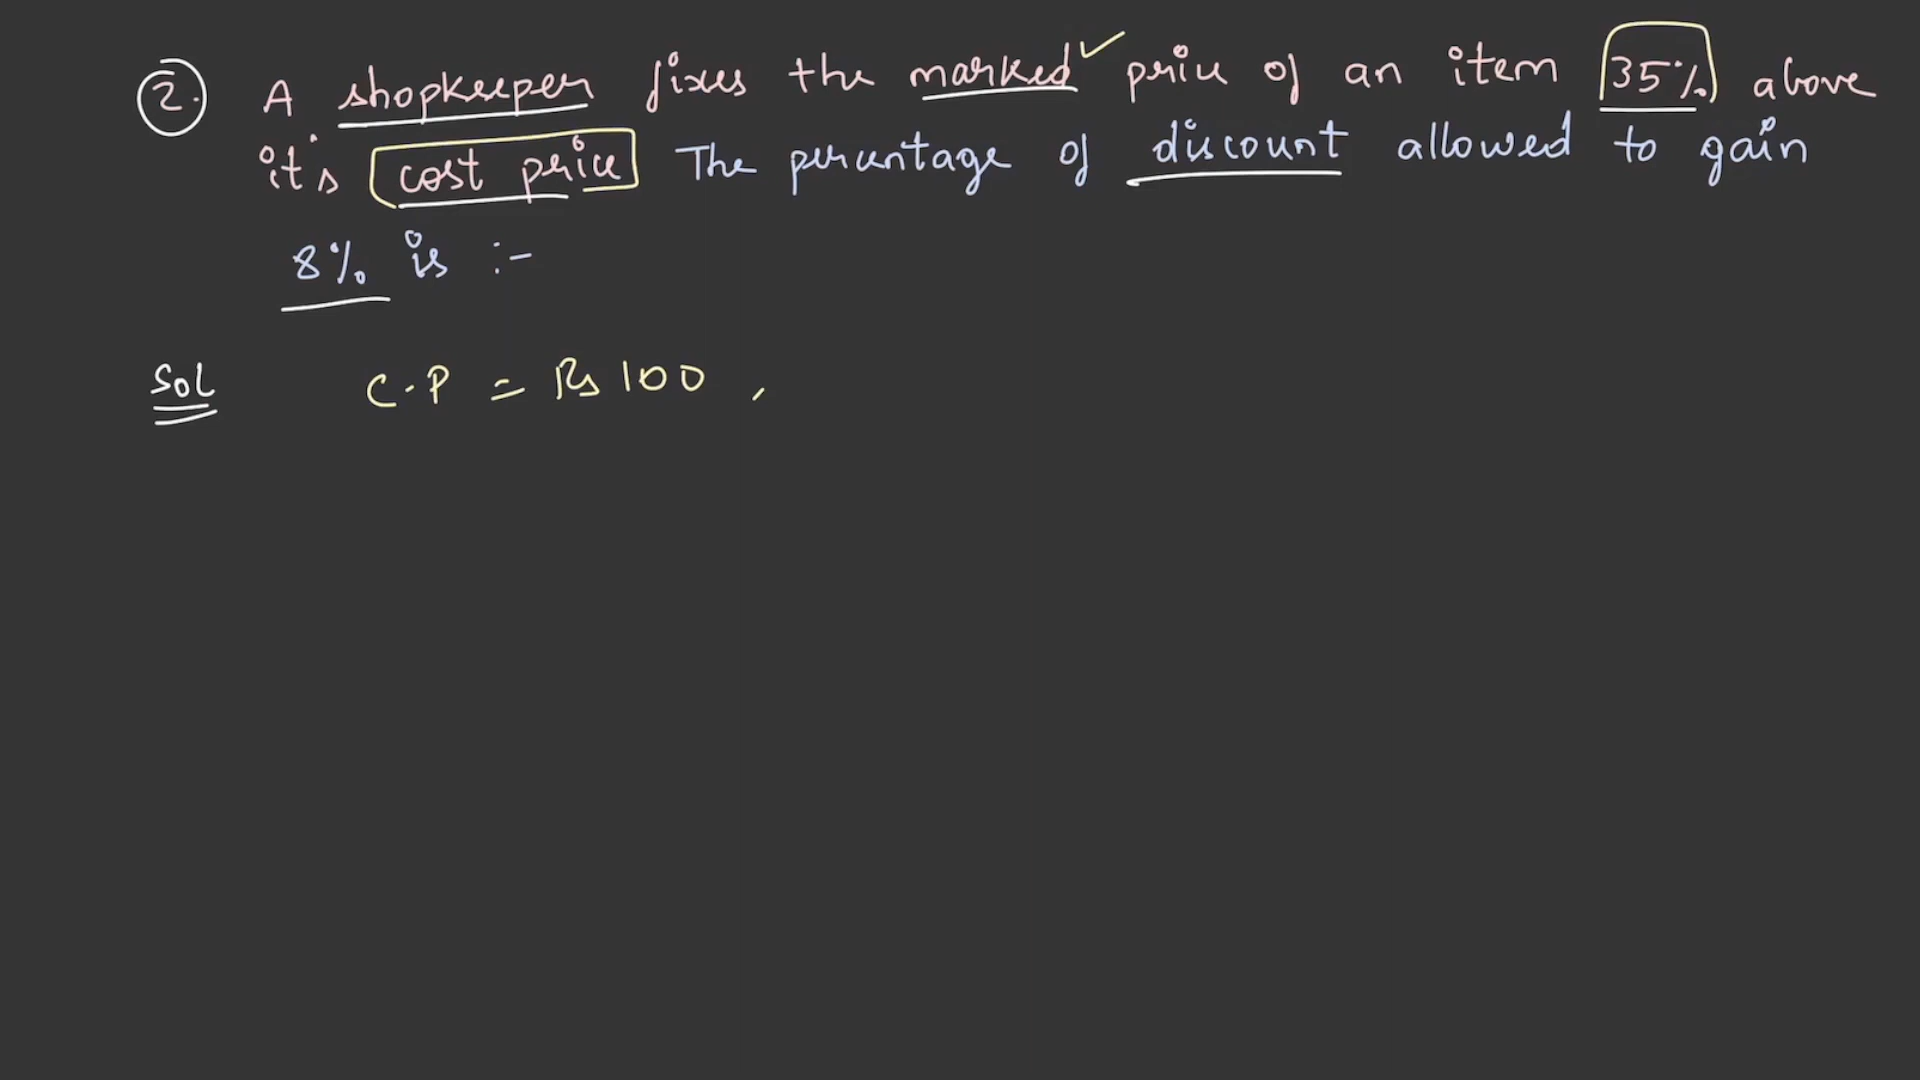 2. A shopkeeper fixes the marked price of an item 35% above
it's cost price The percentage of discount allowed to gain
8% is :-
Sol C.P = Rs 100 ,